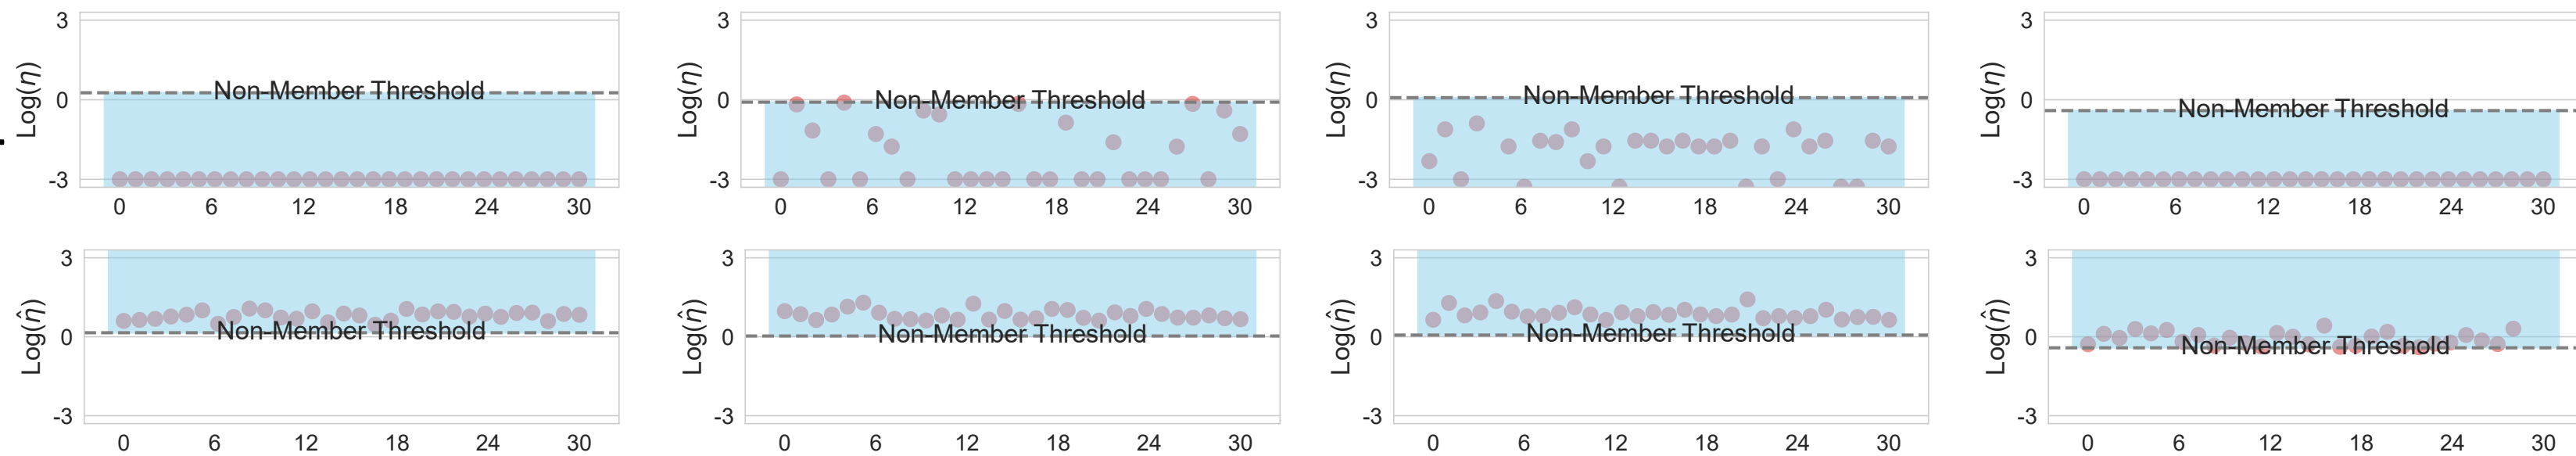 3 3 3 3
Log(η) Non-Member Threshold Log(η) Non-Member Threshold Log(η) Non-Member Threshold Log(η) Non-Member Threshold
0 0 0 0
-3 -3 -3 -3
0 6 12 18 24 30 0 6 12 18 24 30 0 6 12 18 24 30 0 6 12 18 24 30
3 3 3 3
Log(η̂) Non-Member Threshold Log(η̂) Non-Member Threshold Log(η̂) Non-Member Threshold Log(η̂) Non-Member Threshold
0 0 0 0
-3 -3 -3 -3
0 6 12 18 24 30 0 6 12 18 24 30 0 6 12 18 24 30 0 6 12 18 24 30